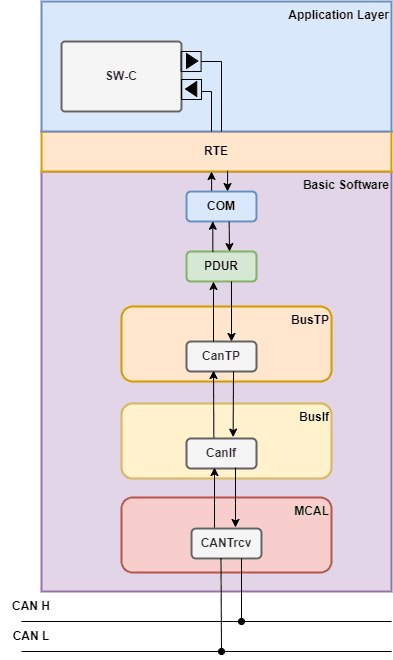 Application Layer
SW-C
RTE
Basic Software
COM
PDUR
BusTP
CanTP
BusIf
CanIf
MCAL
CANTrcv
CAN H
CAN L